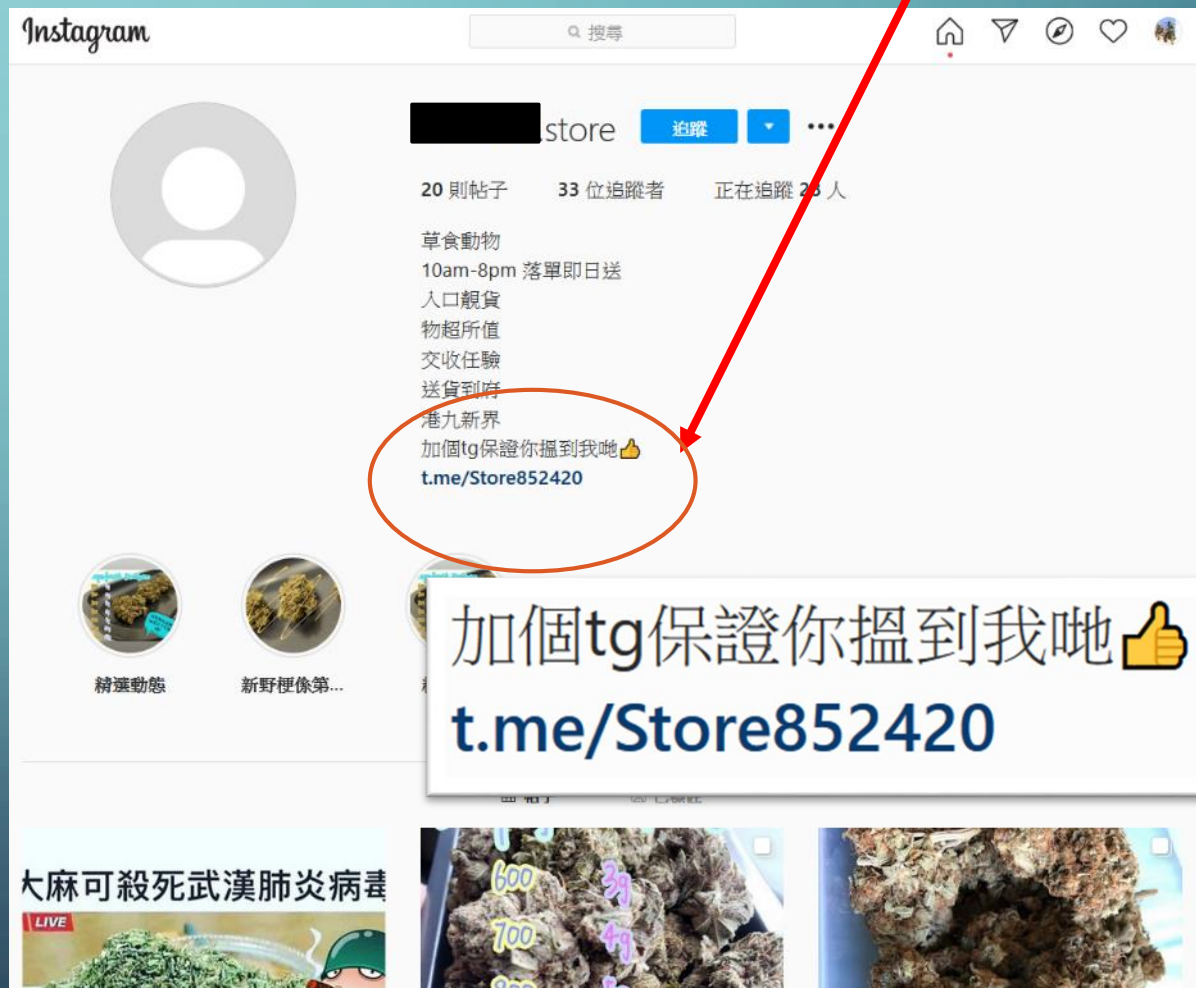 Instagram
搜尋
.store
追蹤
20 則帖子 33 位追蹤者 正在追蹤 23 人
草食動物
10am-8pm 落單即日送
入口靚貨
物超所值
交收任驗
送貨到府
港九新界
加個tg保證你搵到我哋👍
t.me/Store852420
精選動態
新野梗係第...
加個tg保證你搵到我哋👍
t.me/Store852420
大麻可殺死武漢肺炎病毒
LIVE
600 3g
700 4g